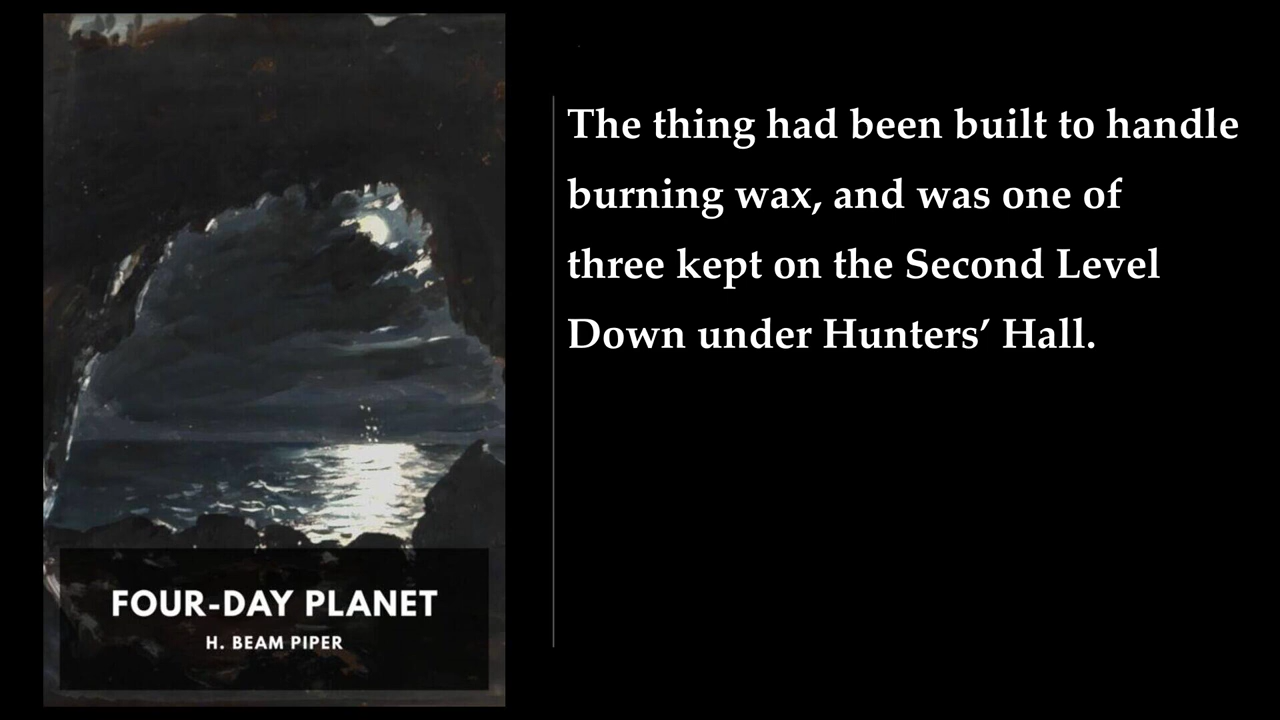 FOUR-DAY PLANET
H. BEAM PIPER
The thing had been built to handle
burning wax, and was one of
three kept on the Second Level
Down under Hunters’ Hall.